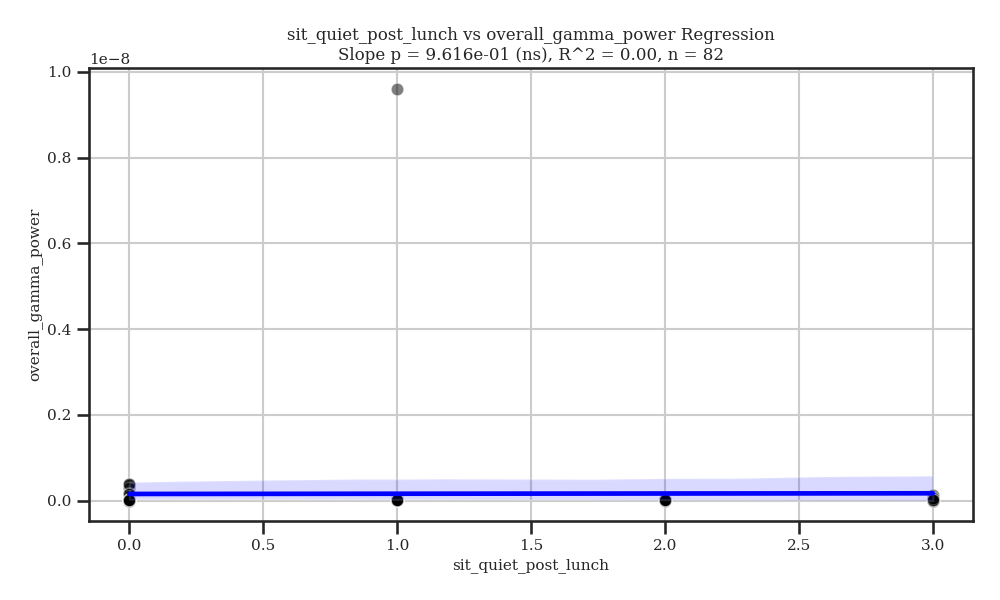 sit_quiet_post_lunch vs overall_gamma_power Regression
Slope p = 9.616e-01 (ns), R^2 = 0.00, n = 82
1e−8
1.0
0.8
0.6
0.4
0.2
0.0
overall_gamma_power
0.0 0.5 1.0 1.5 2.0 2.5 3.0
sit_quiet_post_lunch